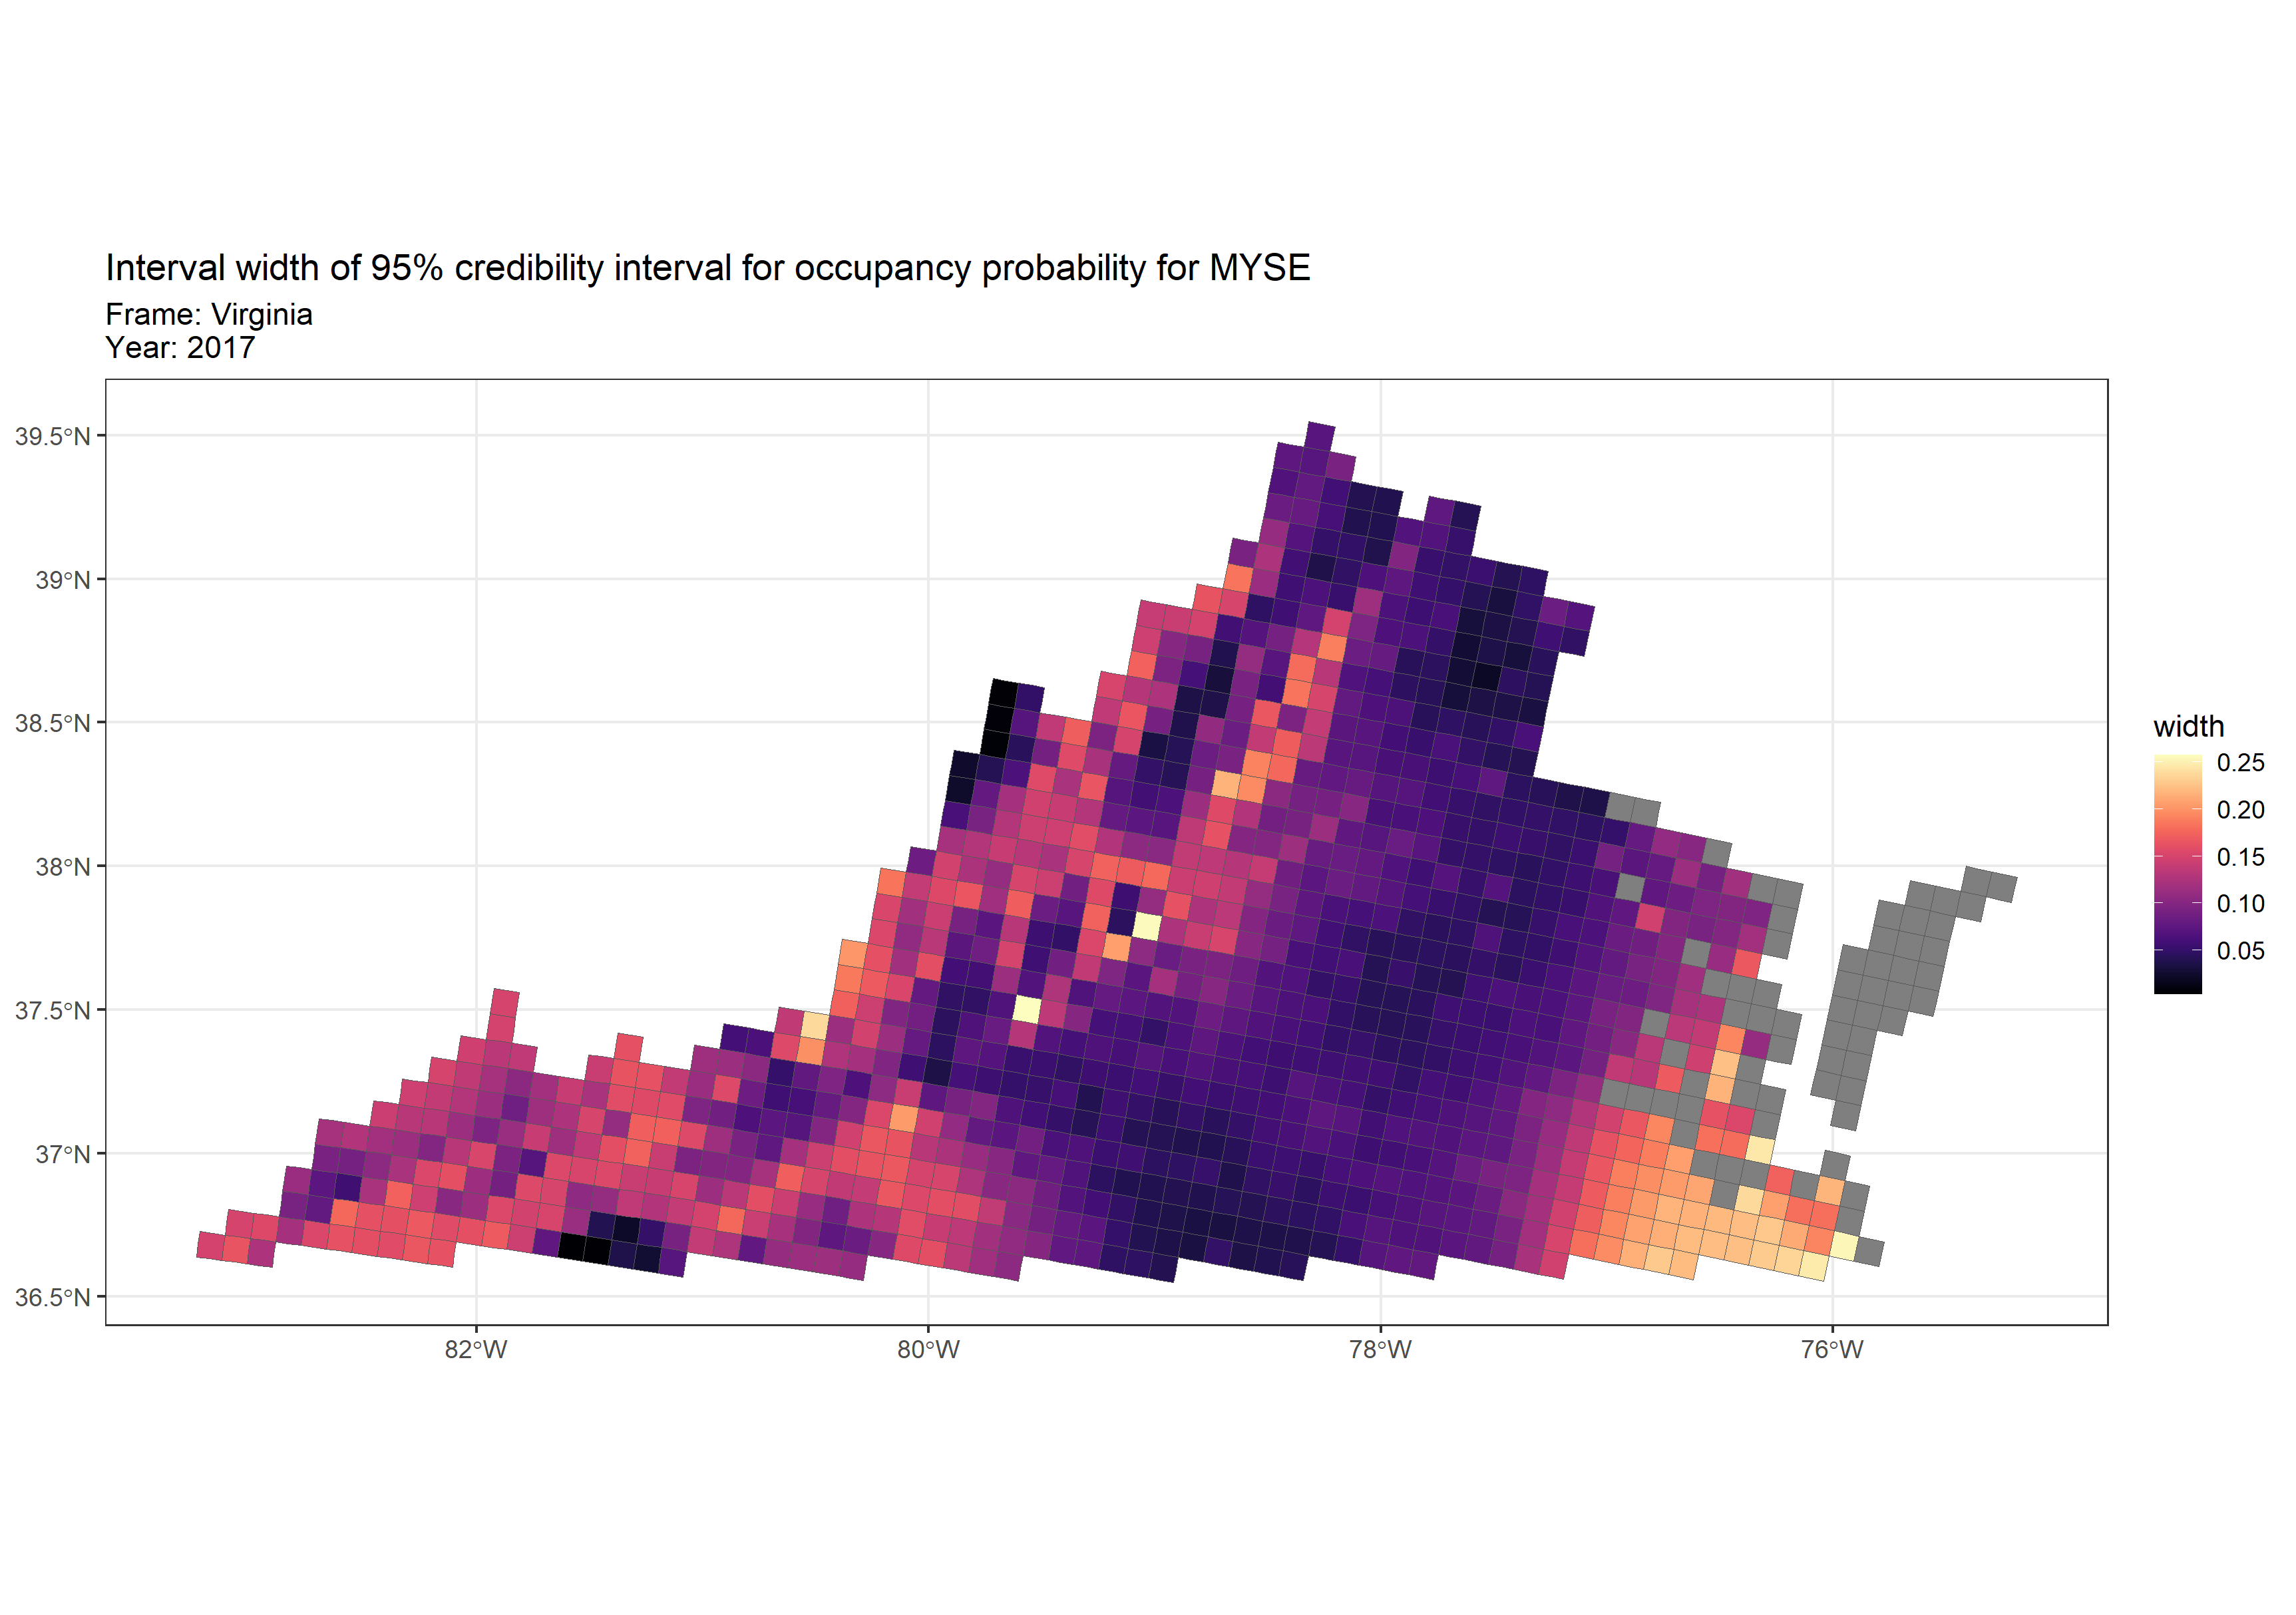 Interval width of 95% credibility interval for occupancy probability for MYSE
Frame: Virginia
Year: 2017
39.5°N
39°N
38.5°N
38°N
37.5°N
37°N
36.5°N
82°W
80°W
78°W
76°W
width
0.25
0.20
0.15
0.10
0.05